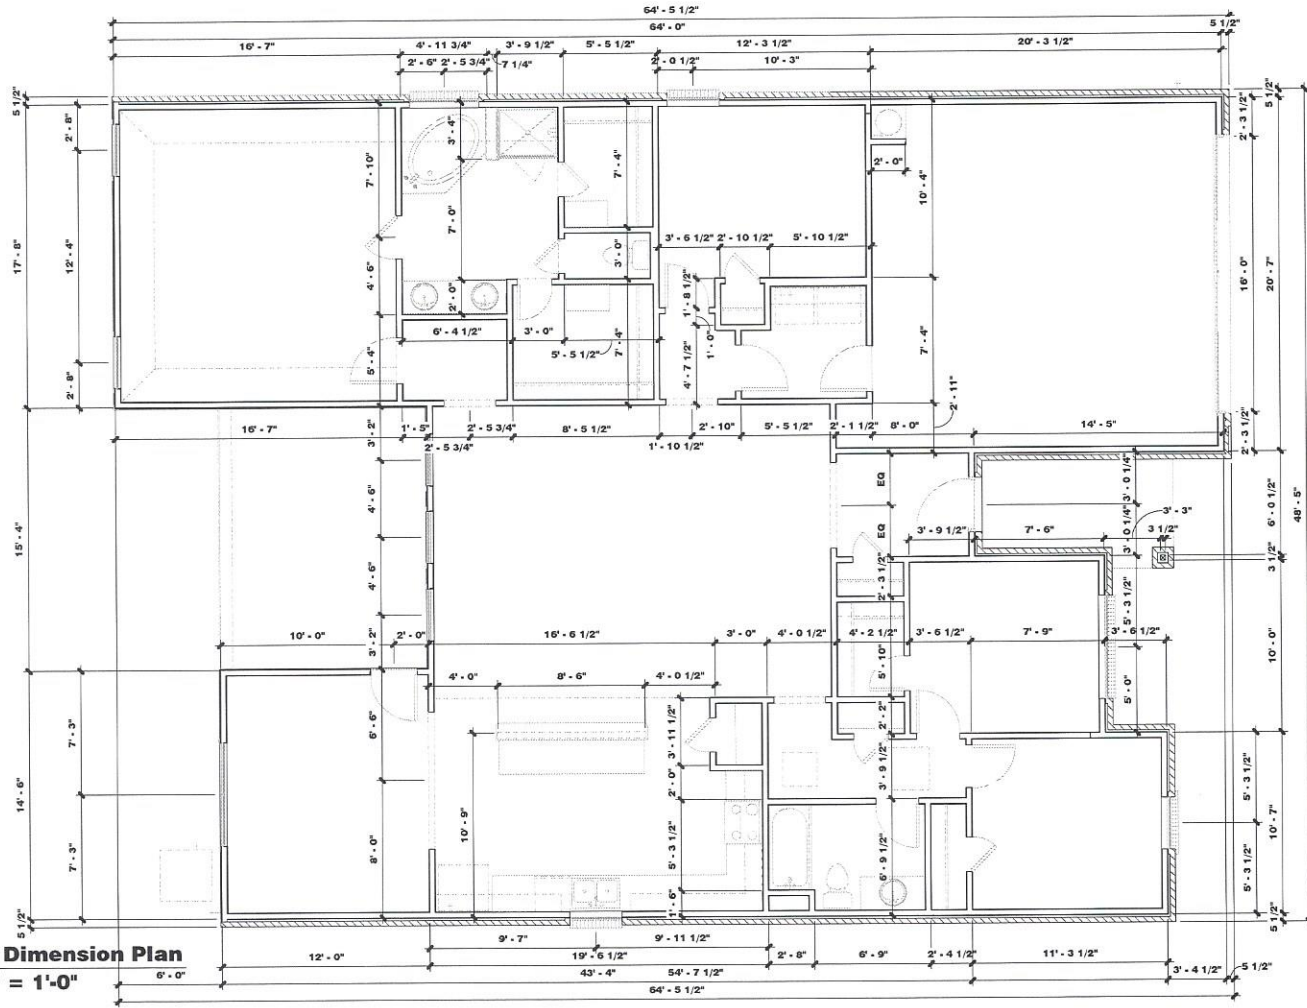 64' - 5 1/2"
64' - 0"
5 1/2"
16' - 7"
4' - 11 3/4"
3' - 9 1/2"
5' - 5 1/2"
12' - 3 1/2"
20' - 3 1/2"
2' - 6"
2' - 5 3/4"
7 1/4"
2' - 0 1/2"
10' - 3"
5 1/2"
2' - 8"
3' - 4"
7' - 10"
7' - 4"
2' - 0"
10' - 4"
2' - 3 1/2"
5 1/2"
17' - 8"
12' - 4"
7' - 0"
4' - 6"
3' - 0"
3' - 6 1/2"
2' - 10 1/2"
5' - 10 1/2"
16' - 0"
20' - 7"
2' - 0"
1' - 8 1/2"
6' - 4 1/2"
3' - 0"
5' - 5 1/2"
7' - 4"
1' - 0"
7' - 4"
5' - 4"
4' - 7 1/2"
2' - 8"
2' - 11"
16' - 7"
1' - 5"
2' - 5 3/4"
2' - 5 3/4"
8' - 5 1/2"
1' - 10 1/2"
2' - 10"
5' - 5 1/2"
2' - 1 1/2"
8' - 0"
14' - 5"
2' - 3 1/2"
3' - 2"
4' - 6"
EQ
EQ
3' - 0 1/4"
3' - 0 1/4"
3' - 3"
6' - 0 1/2"
48' - 5"
15' - 4"
3' - 9 1/2"
7' - 6"
3 1/2"
3 1/2"
4' - 6"
2' - 3 1/2"
5' - 3 1/2"
3' - 2"
10' - 0"
2' - 0"
16' - 6 1/2"
3' - 0"
4' - 0 1/2"
4' - 2 1/2"
3' - 6 1/2"
7' - 9"
3' - 6 1/2"
10' - 0"
4' - 0"
8' - 6"
4' - 0 1/2"
5' - 10"
5' - 0"
6' - 6"
7' - 3"
3' - 11 1/2"
2' - 2"
14' - 6"
2' - 0"
3' - 9 1/2"
5' - 3 1/2"
10' - 7"
10' - 9"
7' - 3"
8' - 0"
5' - 3 1/2"
6' - 9 1/2"
5' - 3 1/2"
1' - 6"
5 1/2"
5 1/2"
Dimension Plan
= 1'-0"
9' - 7"
9' - 11 1/2"
12' - 0"
19' - 6 1/2"
2' - 8"
6' - 9"
2' - 4 1/2"
11' - 3 1/2"
6' - 0"
43' - 4"
54' - 7 1/2"
3' - 4 1/2"
5 1/2"
64' - 5 1/2"